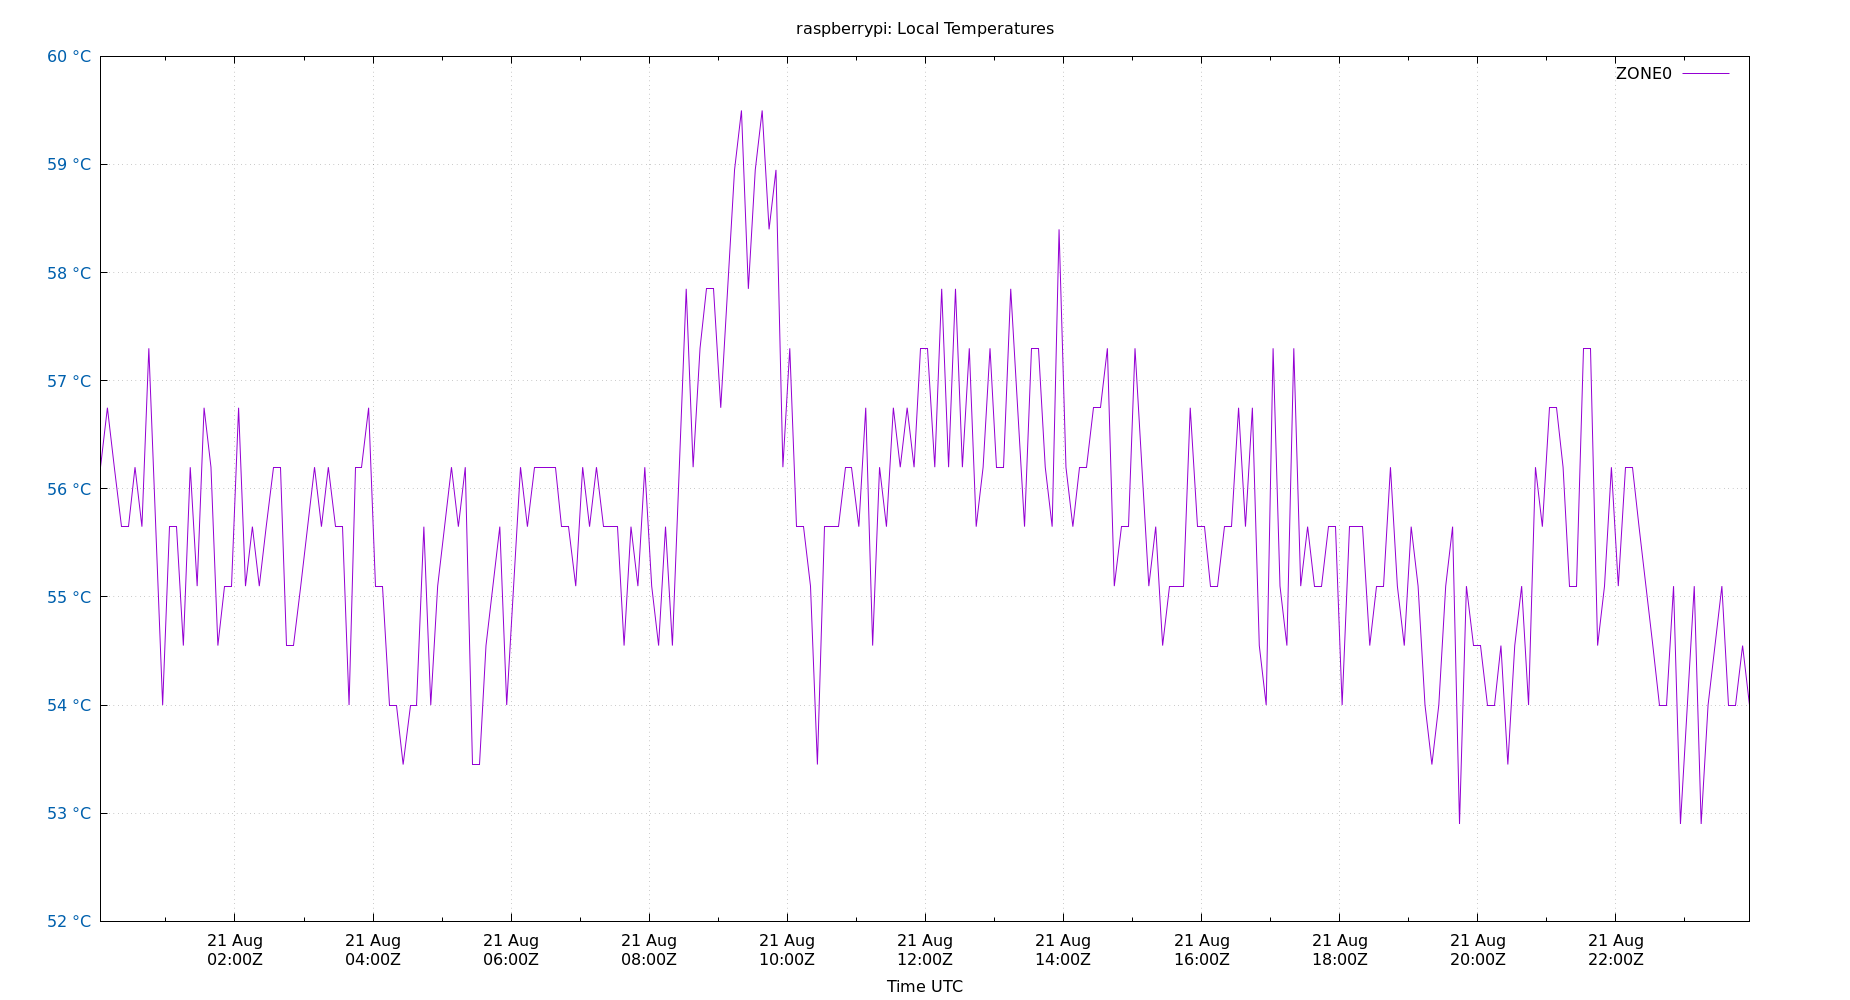 raspberrypi: Local Temperatures
60 °C
ZONE0
59 °C
58 °C
57 °C
56 °C
55 °C
54 °C
53 °C
52 °C
21 Aug 21 Aug 21 Aug 21 Aug 21 Aug 21 Aug 21 Aug 21 Aug 21 Aug 21 Aug 21 Aug
02:00Z 04:00Z 06:00Z 08:00Z 10:00Z 12:00Z 14:00Z 16:00Z 18:00Z 20:00Z 22:00Z
Time UTC